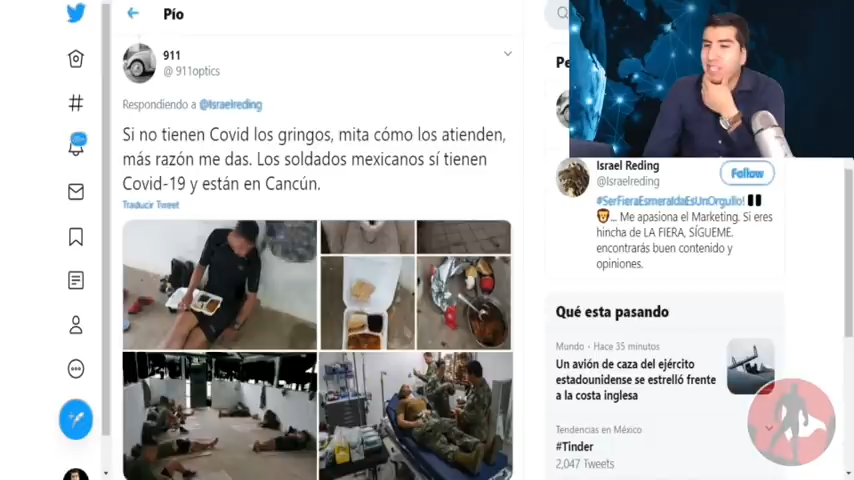 Pío
911
@ 911optics
Respondiendo a @Israelreding
Si no tienen Covid los gringos, mita cómo los atienden,
más razón me das. Los soldados mexicanos sí tienen
Covid-19 y están en Cancún.
Traducir Tweet
Israel Reding
@Israelreding
Follow
#SerFieraEsmeraldaEsUnOrgullo!
... Me apasiona el Marketing. Si eres
hincha de LA FIERA, SÍGUEME.
encontrarás buen contenido y
opiniones.
Qué esta pasando
Mundo · Hace 35 minutos
Un avión de caza del ejército
estadounidense se estrelló frente
a la costa inglesa
Tendencias en México
#Tinder
2,047 Tweets